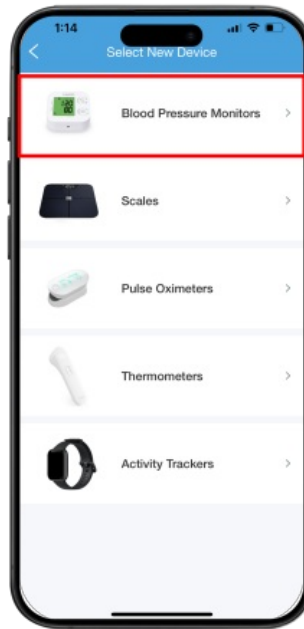 1:14
Select New Device
Blood Pressure Monitors
Scales
Pulse Oximeters
Thermometers
Activity Trackers